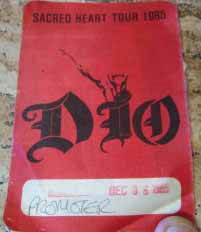 SACRED HEART TOUR 1985
DIO
DEC
PROMOTER